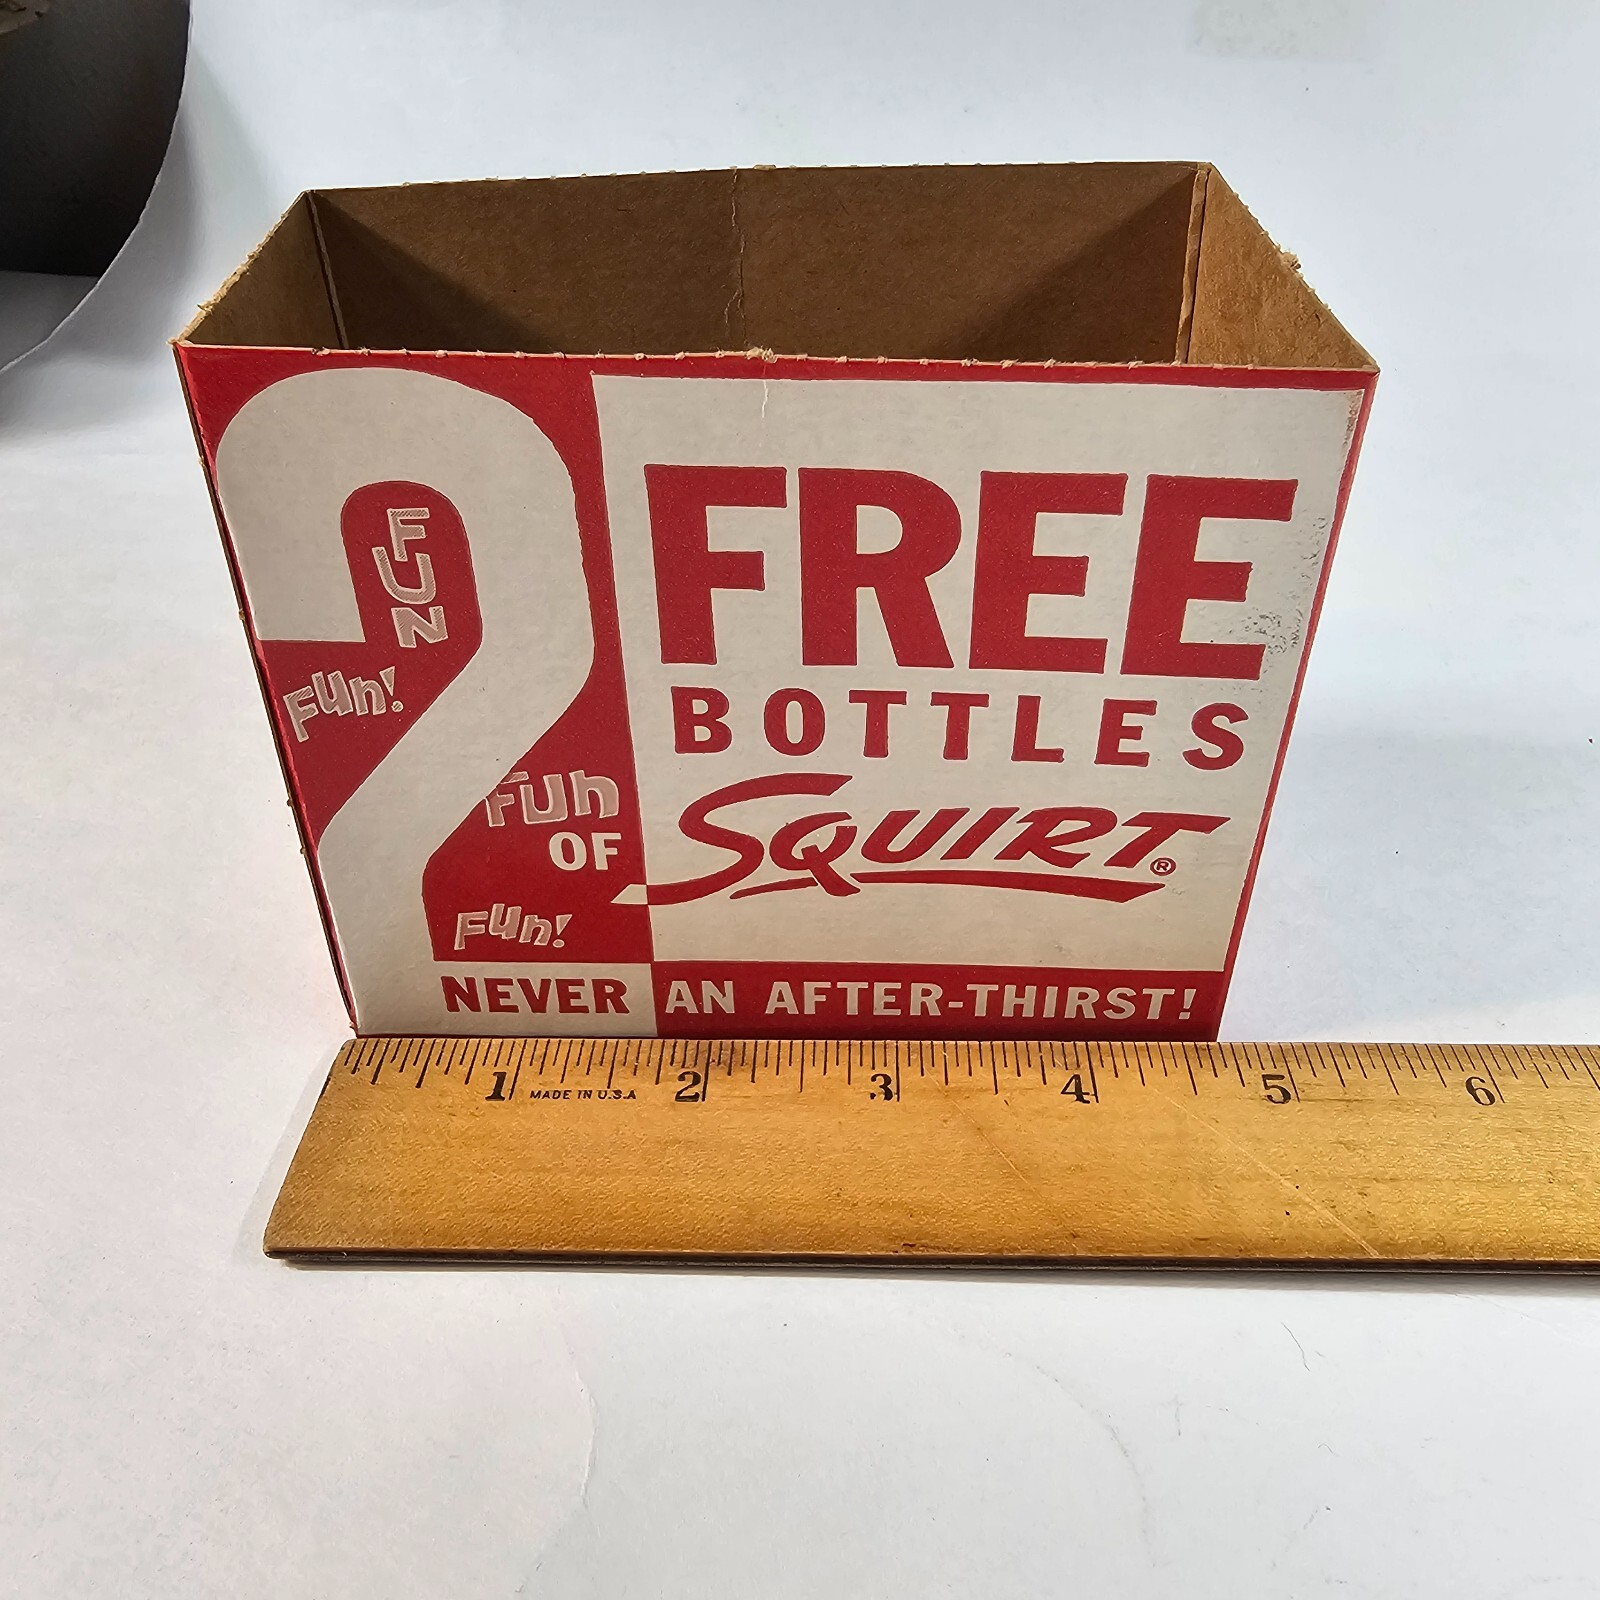 2
FUN
Fun!
Fun
OF
Fun!
FREE
BOTTLES
SQUIRT®
NEVER AN AFTER-THIRST!
1 MADE IN U.S.A 2 3 4 5 6